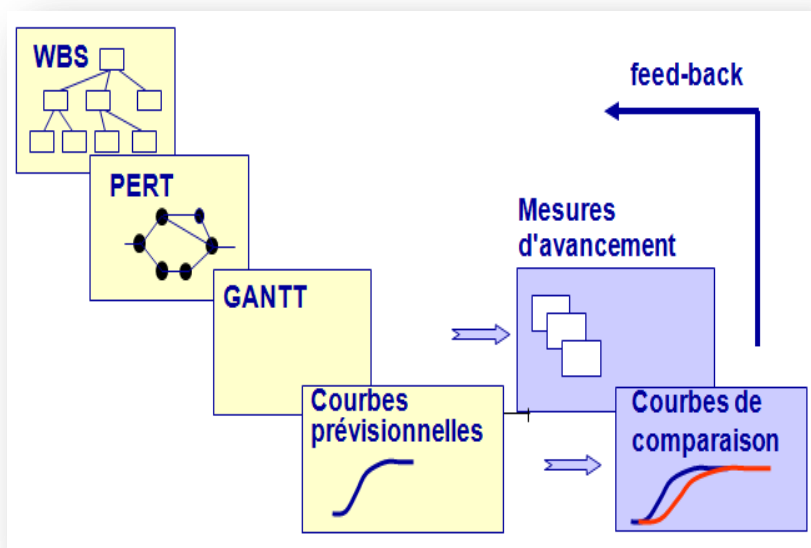 WBS
feed-back
PERT
Mesures
d'avancement
GANTT
Courbes
prévisionnelles
Courbes de
comparaison